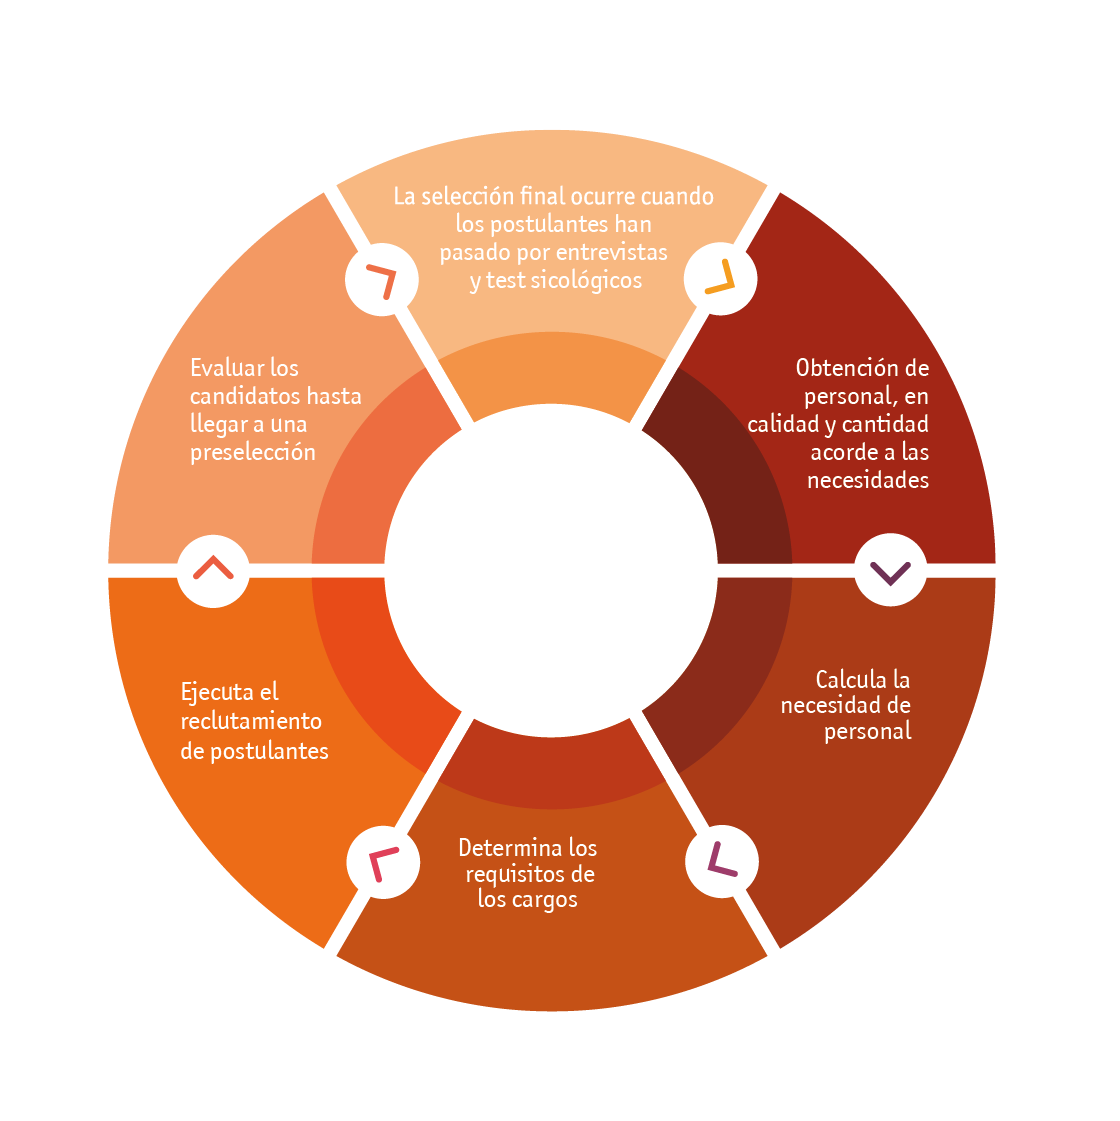 La selección final ocurre cuando
los postulantes han
pasado por entrevistas
y test sicológicos
Obtención de
personal, en
calidad y cantidad
acorde a las
necesidades
Calcula la
necesidad de
personal
Determina los
requisitos de
los cargos
Ejecuta el
reclutamiento
de postulantes
Evaluar los
candidatos hasta
llegar a una
preselección